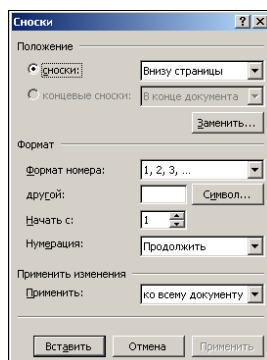 Сноски
Положение
сноски: Внизу страницы
концевые сноски: В конце документа
Заменить...
Формат
Формат номера: 1, 2, 3, ...
другой: Символ...
Начать с: 1
Нумерация: Продолжить
Применить изменения
Применить: ко всему документу
Вставить Отмена Применить